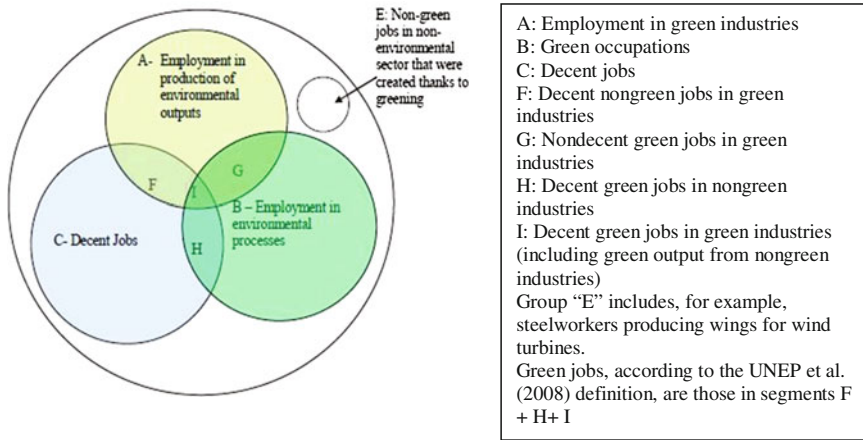 E: Non-green
jobs in non-
environmental
sector that were
created thanks to
greening
A- Employment in
production of
environmental
outputs
F
G
I
B – Employment in
environmental
processes
C- Decent Jobs
H
A: Employment in green industries
B: Green occupations
C: Decent jobs
F: Decent nongreen jobs in green
industries
G: Nondecent green jobs in green
industries
H: Decent green jobs in nongreen
industries
I: Decent green jobs in green industries
(including green output from nongreen
industries)
Group “E” includes, for example,
steelworkers producing wings for wind
turbines.
Green jobs, according to the UNEP et al.
(2008) definition, are those in segments F
+ H+ I